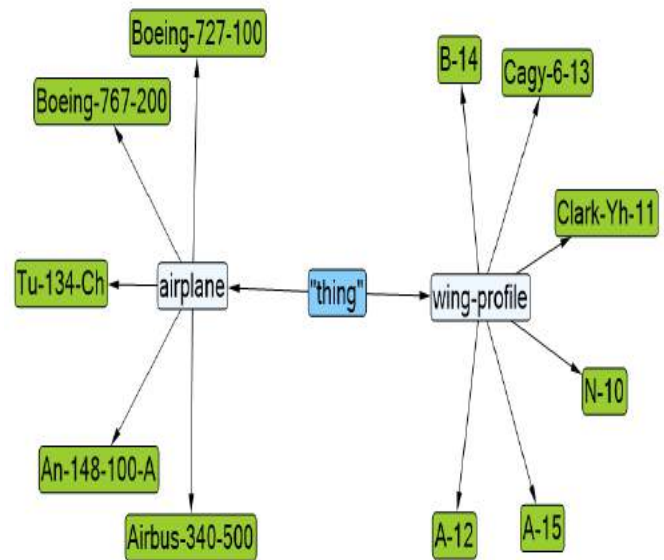 Boeing-727-100
B-14
Cagy-6-13
Boeing-767-200
Clark-Yh-11
Tu-134-Ch
airplane
"thing"
wing-profile
N-10
An-148-100-A
Airbus-340-500
A-12
A-15